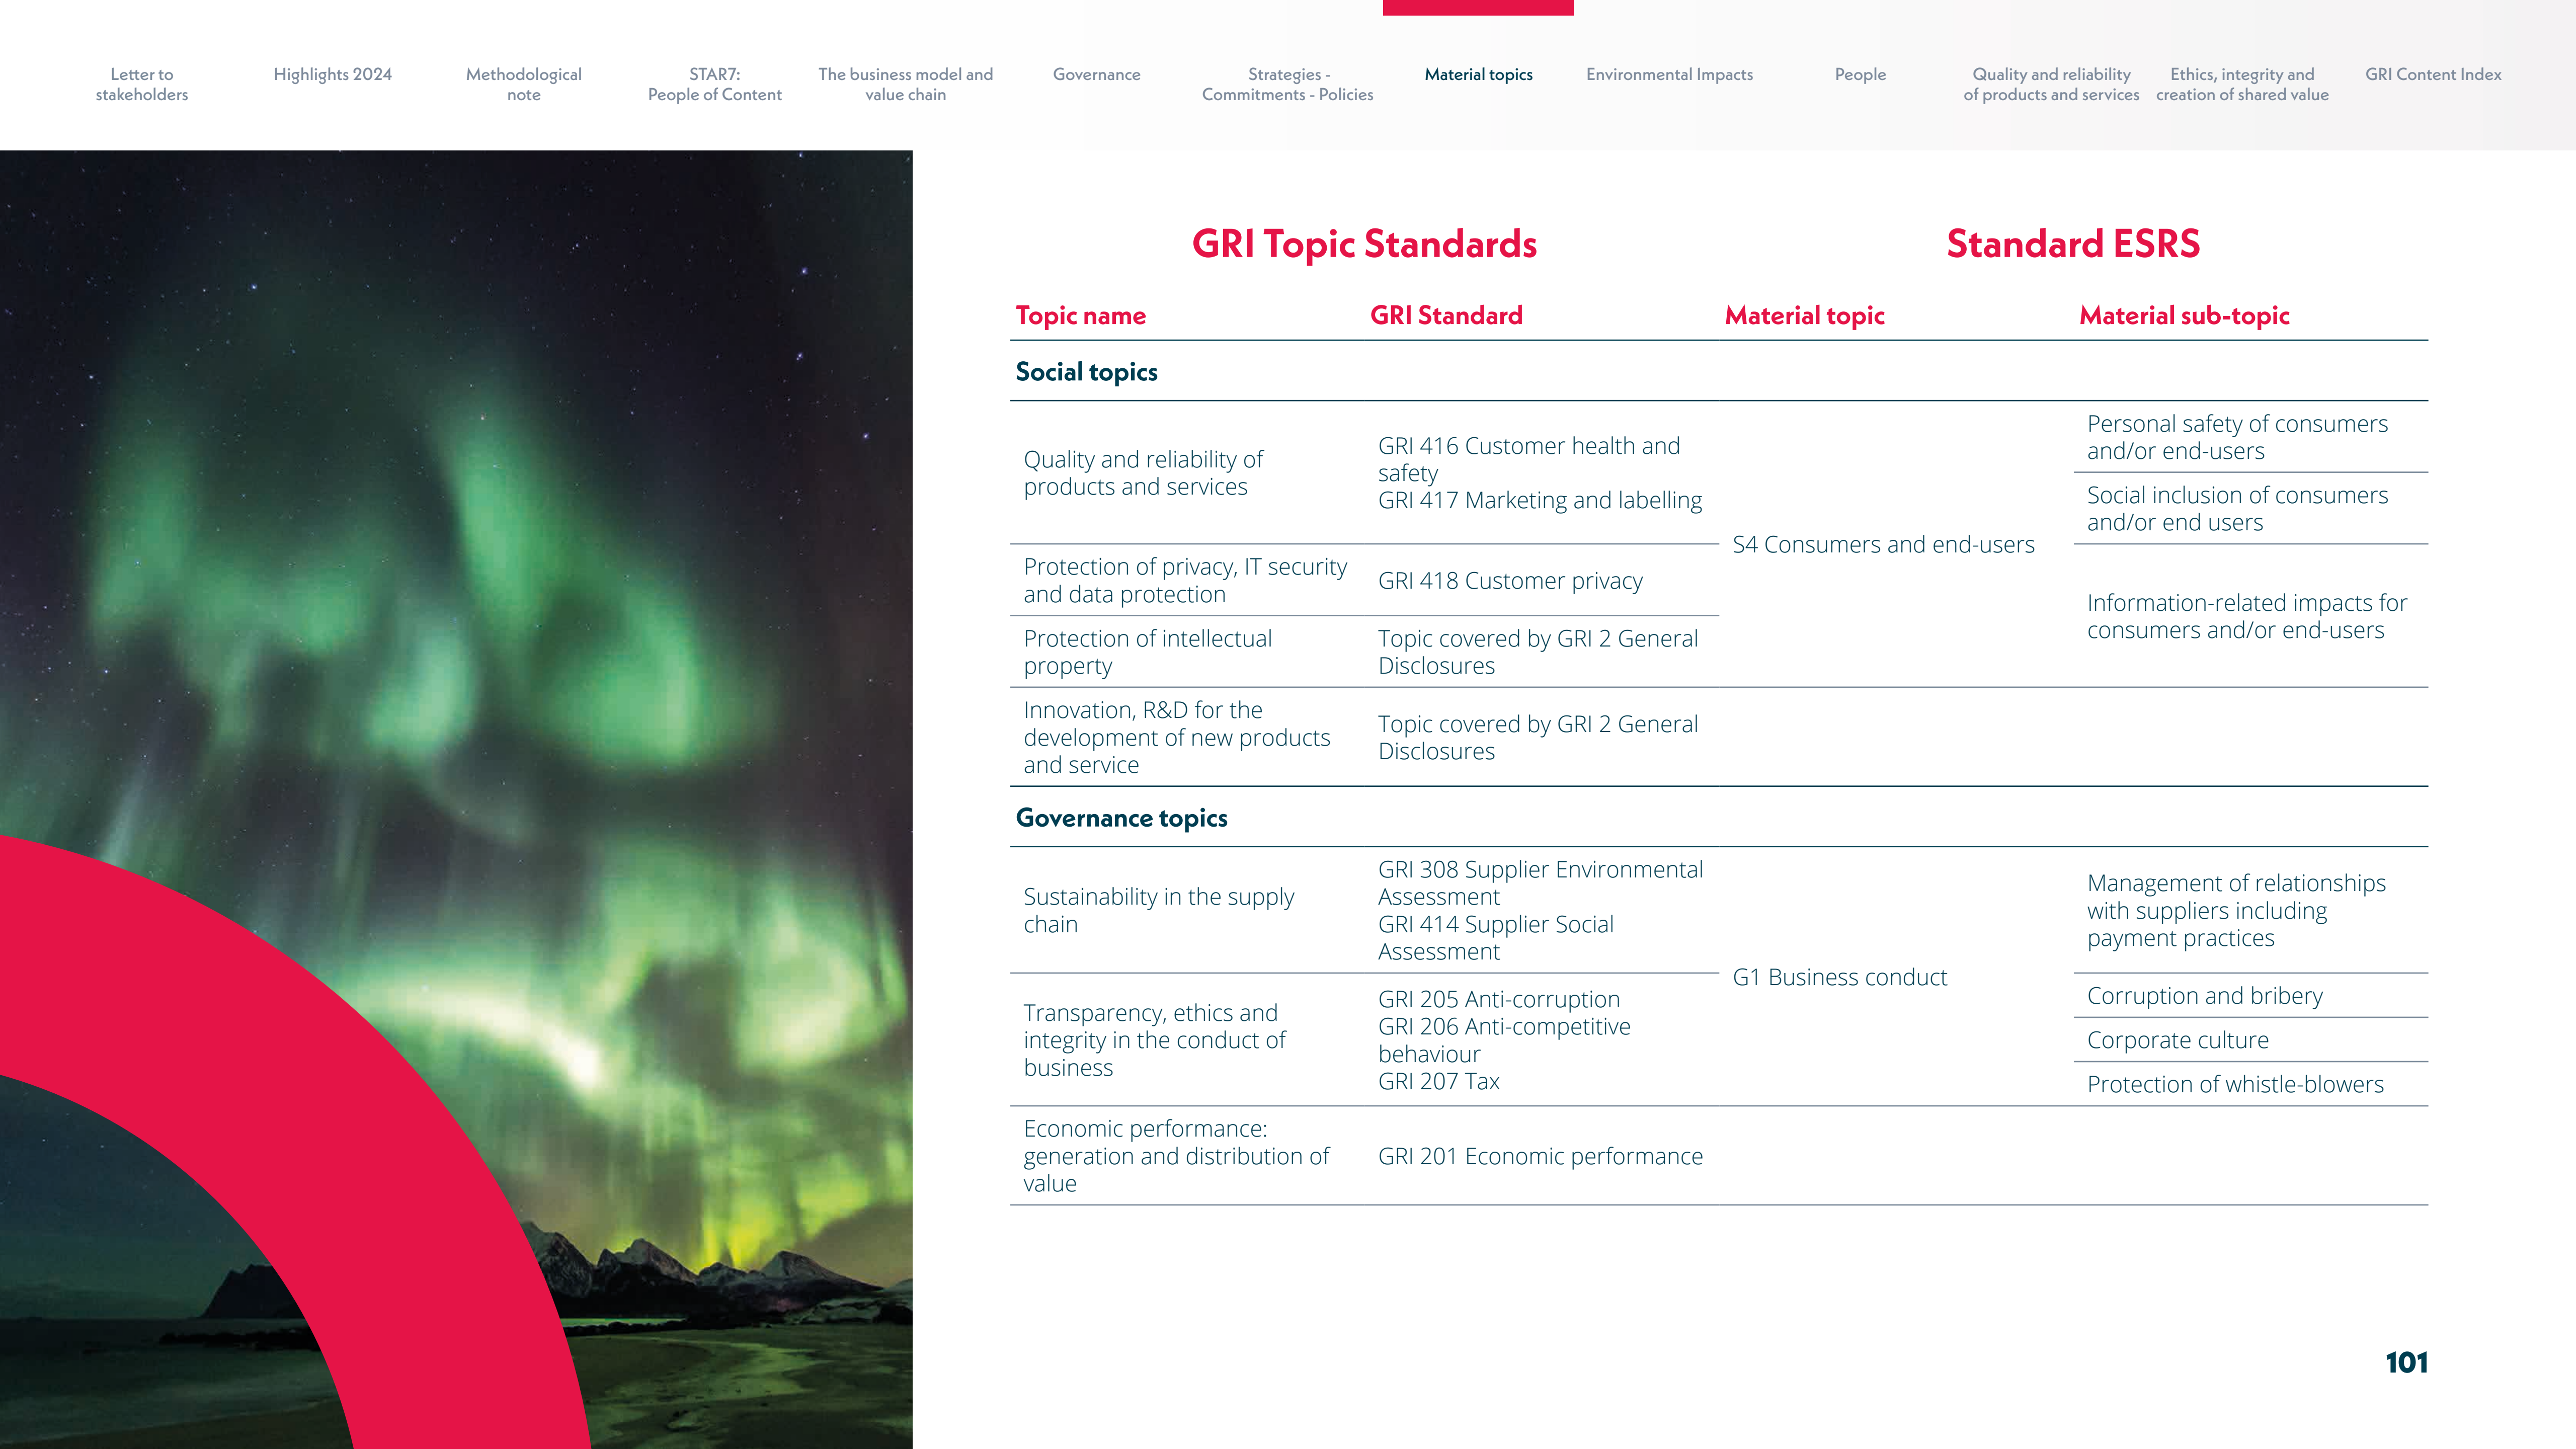 Letter to
stakeholders
Highlights 2024
Methodological
note
STAR7:
People of Content
The business model and
value chain
Governance
Strategies -
Commitments - Policies
Material topics
Environmental Impacts
People
Quality and reliability
of products and services
Ethics, integrity and
creation of shared value
GRI Content Index
GRI Topic Standards
Standard ESRS
Topic name
GRI Standard
Material topic
Material sub-topic
Social topics
Quality and reliability of
products and services
GRI 416 Customer health and
safety
GRI 417 Marketing and labelling
S4 Consumers and end-users
Personal safety of consumers
and/or end-users
Social inclusion of consumers
and/or end users
Protection of privacy, IT security
and data protection
GRI 418 Customer privacy
Information-related impacts for
consumers and/or end-users
Protection of intellectual
property
Topic covered by GRI 2 General
Disclosures
Innovation, R&D for the
development of new products
and service
Topic covered by GRI 2 General
Disclosures
Governance topics
Sustainability in the supply
chain
GRI 308 Supplier Environmental
Assessment
GRI 414 Supplier Social
Assessment
G1 Business conduct
Management of relationships
with suppliers including
payment practices
Transparency, ethics and
integrity in the conduct of
business
GRI 205 Anti-corruption
GRI 206 Anti-competitive
behaviour
GRI 207 Tax
Corruption and bribery
Corporate culture
Protection of whistle-blowers
Economic performance:
generation and distribution of
value
GRI 201 Economic performance
101